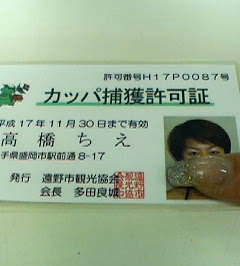 許可番号H17P0087号
カッパ捕獲許可証
平成17年11月30日まで有効
高橋ちえ
手県盛岡市駅前通8-17
発行 遠野市観光協会
会長 多田良城